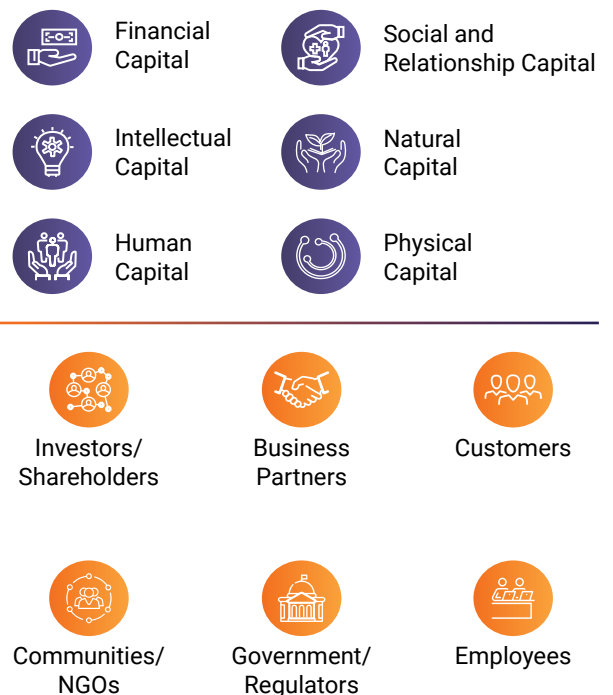 Financial
Capital
Social and
Relationship Capital
Intellectual
Capital
Natural
Capital
Human
Capital
Physical
Capital
Investors/
Shareholders
Business
Partners
Customers
Communities/
NGOs
Government/
Regulators
Employees